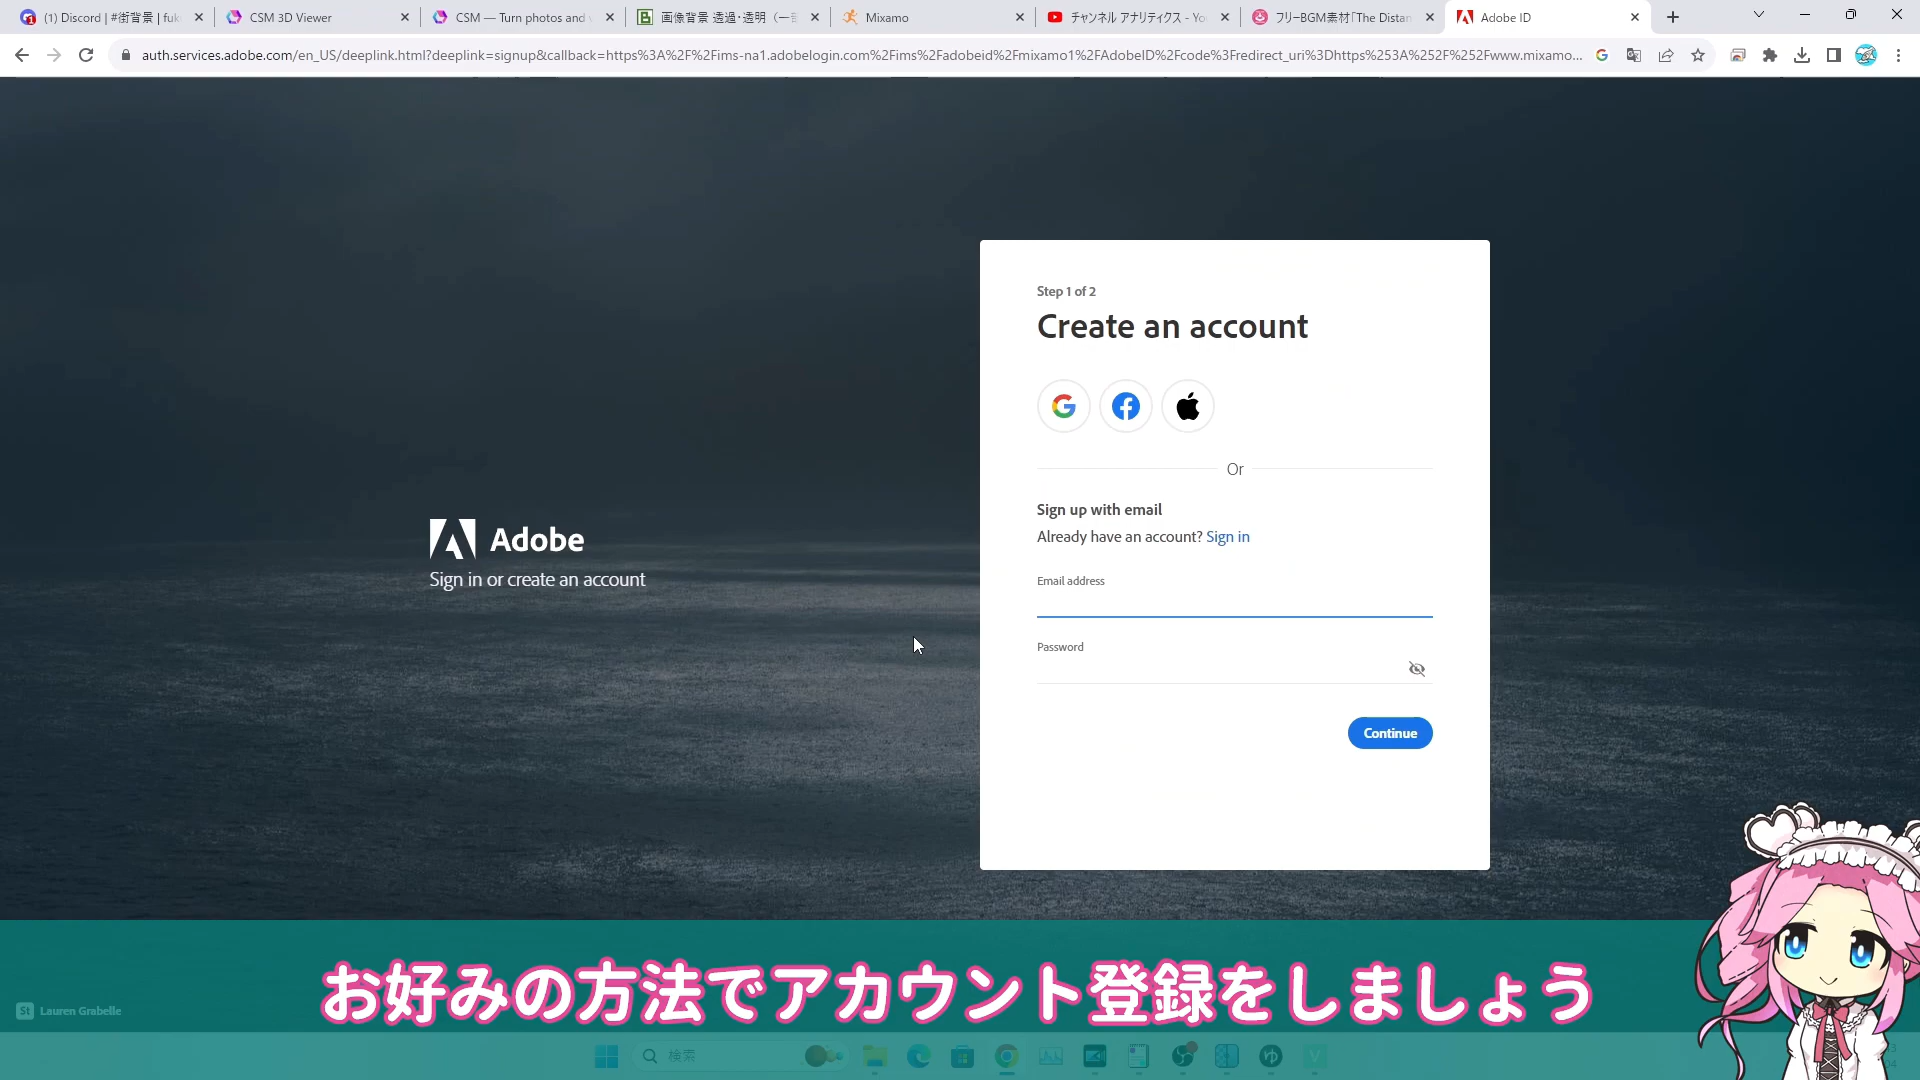 (1) Discord | #街背景 | fuk
CSM 3D Viewer
CSM — Turn photos and v
画像背景 透過･透明（一部
Mixamo
チャンネル アナリティクス - Yo
フリーBGM素材「The Distan
Adobe ID
auth.services.adobe.com/en_US/deeplink.html?deeplink=signup&callback=https%3A%2F%2Fims-na1.adobelogin.com%2Fims%2Fadobeid%2Fmixamo1%2FAdobeID%2Fcode%3Fredirect_uri%3Dhttps%253A%252F%252Fwww.mixamo...
Step 1 of 2
Create an account
Or
Sign up with email
Already have an account? Sign in
Adobe
Sign in or create an account
Email address
Password
Continue
お好みの方法でアカウント登録をしましょう
St Lauren Grabelle
検索